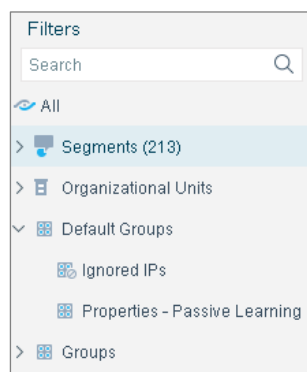 Filters
Search
All
Segments (213)
Organizational Units
Default Groups
Ignored IPs
Properties - Passive Learning
Groups